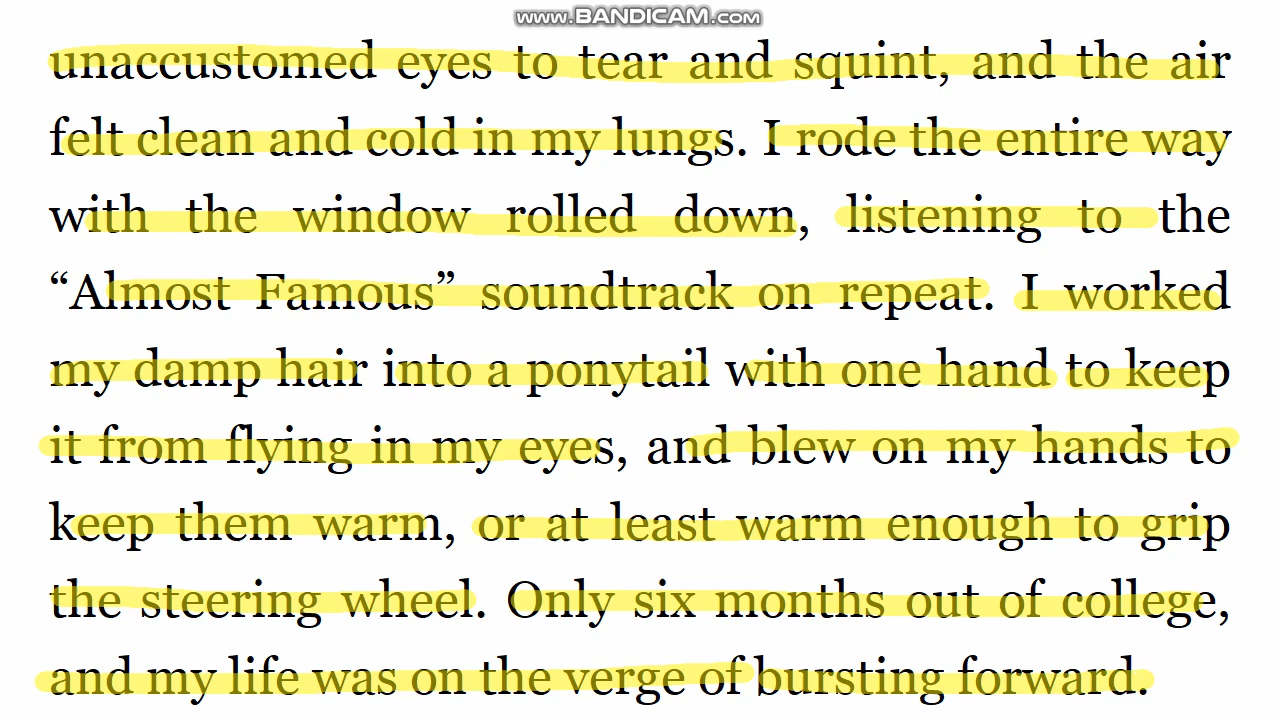 www.BANDICAM.com
unaccustomed eyes to tear and squint, and the air
felt clean and cold in my lungs. I rode the entire way
with the window rolled down, listening to the
“Almost Famous” soundtrack on repeat. I worked
my damp hair into a ponytail with one hand to keep
it from flying in my eyes, and blew on my hands to
keep them warm, or at least warm enough to grip
the steering wheel. Only six months out of college,
and my life was on the verge of bursting forward.